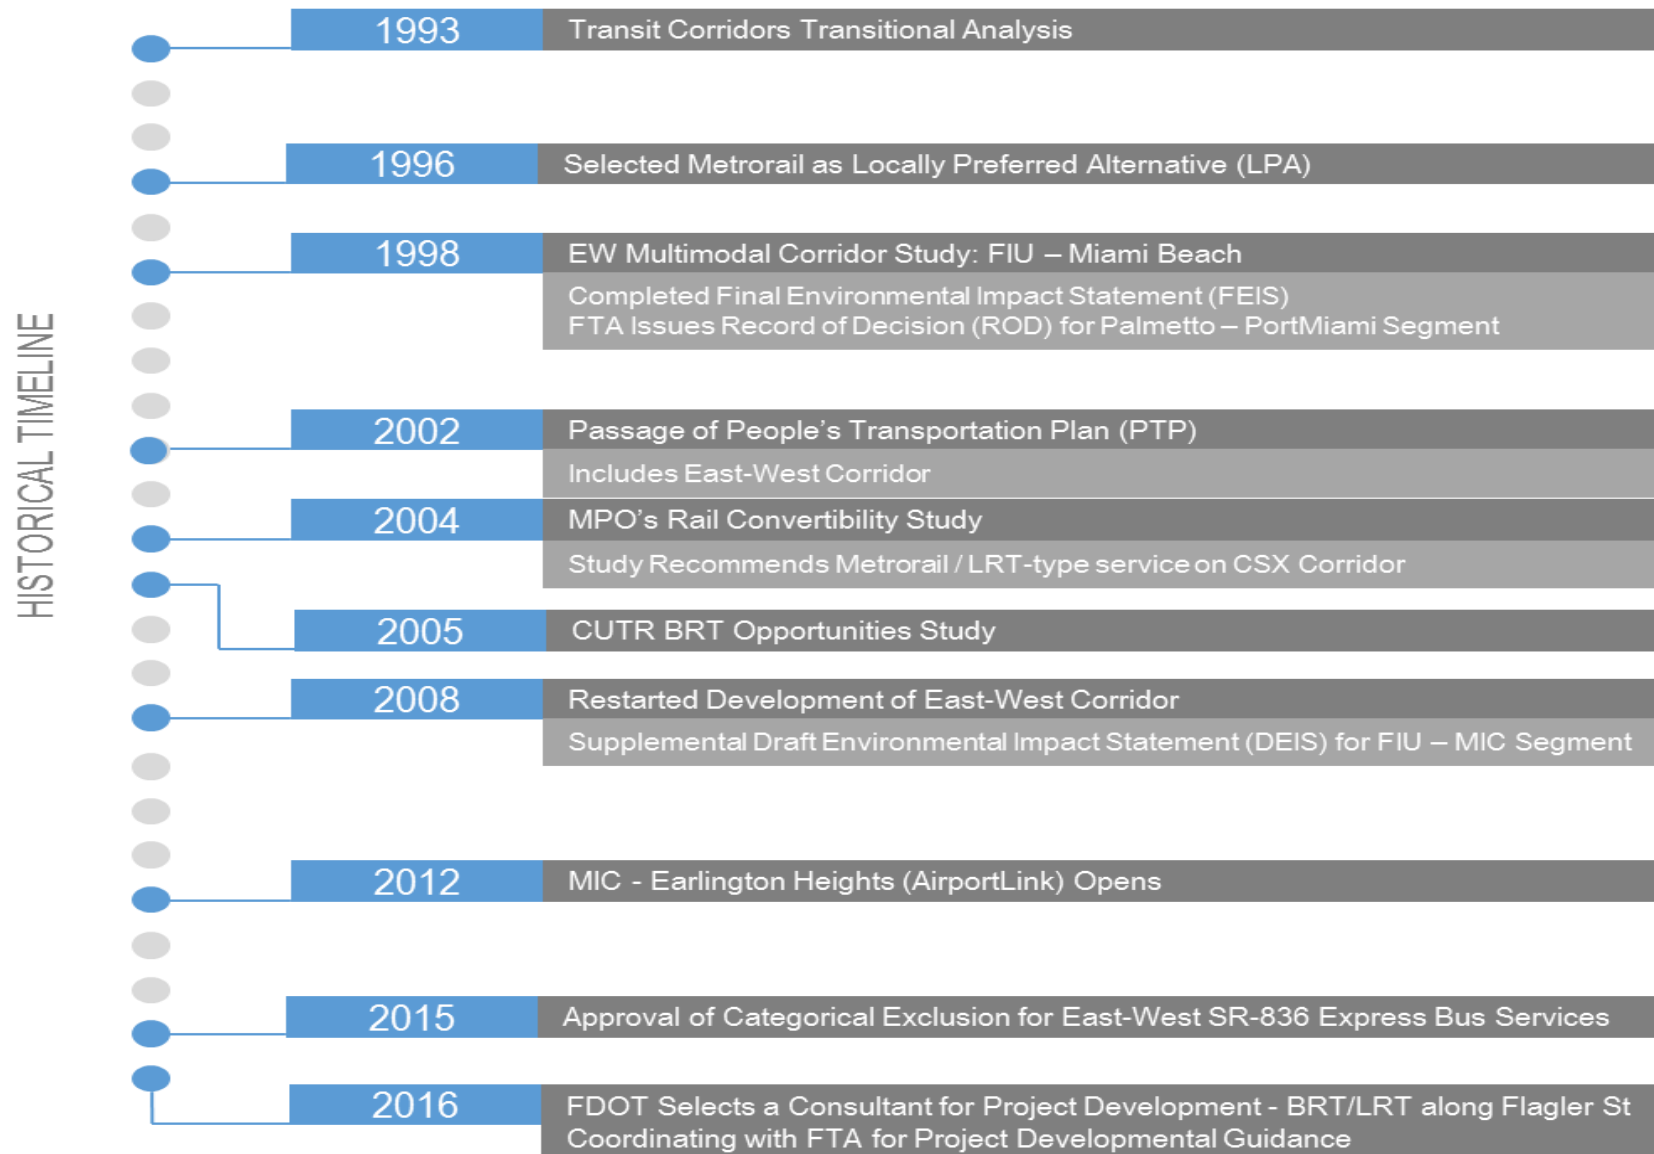 HISTORICAL TIMELINE
1993
Transit Corridors Transitional Analysis
1996
Selected Metrorail as Locally Preferred Alternative (LPA)
1998
EW Multimodal Corridor Study: FIU – Miami Beach
Completed Final Environmental Impact Statement (FEIS)
FTA Issues Record of Decision (ROD) for Palmetto – PortMiami Segment
2002
Passage of People’s Transportation Plan (PTP)
Includes East-West Corridor
2004
MPO’s Rail Convertibility Study
Study Recommends Metrorail / LRT-type service on CSX Corridor
2005
CUTR BRT Opportunities Study
2008
Restarted Development of East-West Corridor
Supplemental Draft Environmental Impact Statement (DEIS) for FIU – MIC Segment
2012
MIC - Earlington Heights (AirportLink) Opens
2015
Approval of Categorical Exclusion for East-West SR-836 Express Bus Services
2016
FDOT Selects a Consultant for Project Development - BRT/LRT along Flagler St
Coordinating with FTA for Project Developmental Guidance